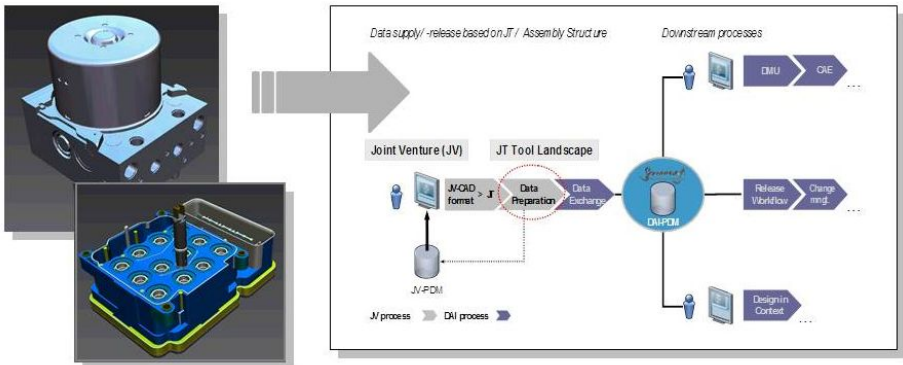 Data supply/ -release based on JT / Assembly Structure
Downstream processes
DMU
CAE
...
Joint Venture (JV)
JT Tool Landscape
JV-CAD
format > JT
Data
Preparation
Data
Exchange
DAI-PDM
Release
Workflow
Change
mngt.
...
JV-PDM
Design in
Context
...
JV process
DAI process